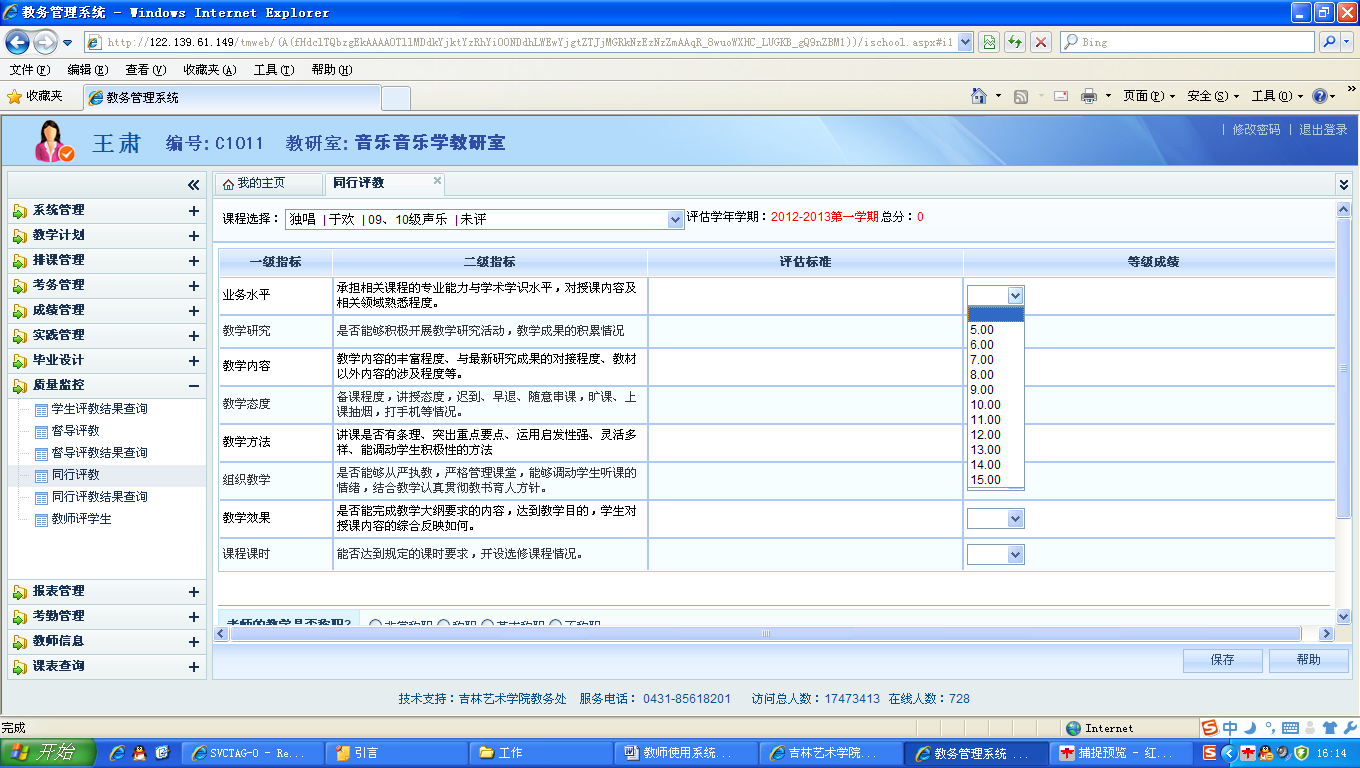 教务管理系统 - Windows Internet Explorer
Bing
文件(F) 编辑(E) 查看(V) 收藏夹(A) 工具(T) 帮助(H)
收藏夹 教务管理系统 页面(P) 安全(S) 工具(O)
王肃 编号: C1011 教研室: 音乐音乐学教研室 | 修改密码 | 退出登录
我的主页 同行评教
系统管理
教学计划
排课管理
考务管理
成绩管理
实践管理
毕业设计
质量监控
学生评教结果查询
督导评教
督导评教结果查询
同行评教
同行评教结果查询
教师评学生
报表管理
考勤管理
教师信息
课表查询
课程选择： 独唱 |于欢 |09、10级声乐 |未评 评估学年学期：2012-2013第一学期 总分：0
一级指标 二级指标 评估标准 等级成绩
业务水平 承担相关课程的专业能力与学术学识水平，对授课内容及
相关领域熟悉程度。
教学研究 是否能够积极开展教学研究活动，教学成果的积累情况
教学内容 教学内容的丰富程度、与最新研究成果的对接程度、教材
以外内容的涉及程度等。
教学态度 备课程度，讲授态度，迟到、早退、随意串课，旷课、上
课抽烟，打手机等情况。
教学方法 讲课是否有条理、突出重点要点、运用启发性强、灵活多
样、能调动学生积极性的方法
组织教学 是否能够从严执教，严格管理课堂，能够调动学生听课的
情绪，结合教学认真贯彻教书育人方针。
教学效果 是否能完成教学大纲要求的内容，达到教学目的，学生对
授课内容的综合反映如何。
课程课时 能否达到规定的课时要求，开设选修课程情况。
5.00
6.00
7.00
8.00
9.00
10.00
11.00
12.00
13.00
14.00
15.00
老师的教学是否称职? 非常称职 称职 基本称职 不称职
保存 帮助
技术支持：吉林艺术学院教务处 服务电话： 0431-85618201 访问总人数：17473413 在线人数：728
完成 Internet 中
开始 SVCTAG-0 - Re... 引言 工作 教师使用系统... 吉林艺术学院... 教务管理系统 ... 捕捉预览 - 红... 16:14